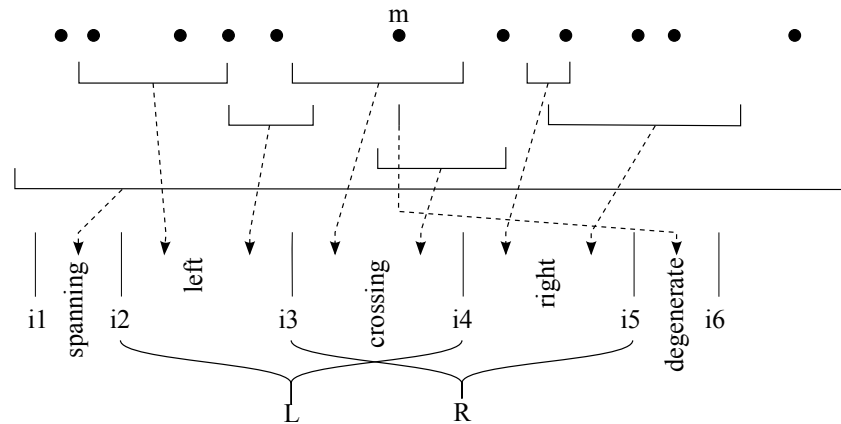 m
spanning
left
crossing
right
degenerate
i1 i2 i3 i4 i5 i6
L R